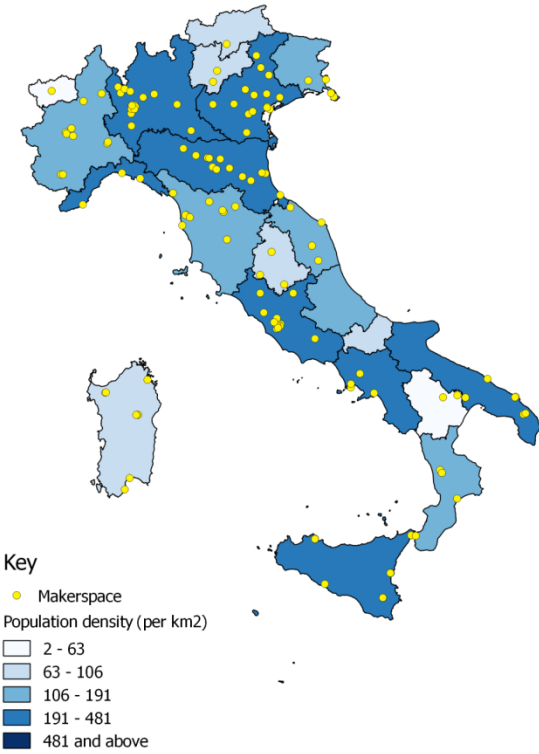 Key
Makerspace
Population density (per km2)
2 - 63
63 - 106
106 - 191
191 - 481
481 and above